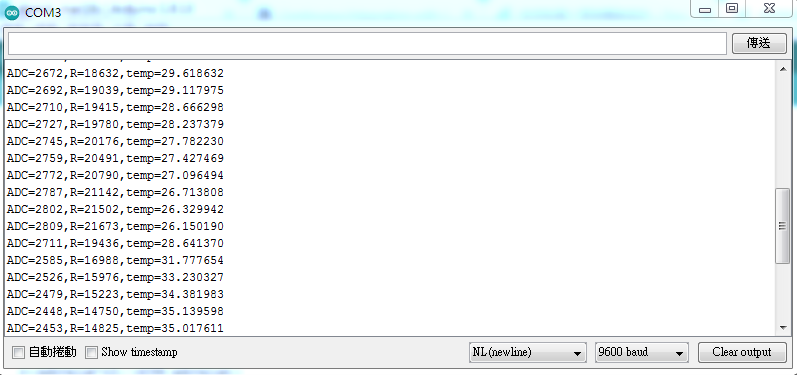 COM3
傳送
ADC=2672,R=18632,temp=29.618632
ADC=2692,R=19039,temp=29.117975
ADC=2710,R=19415,temp=28.666298
ADC=2727,R=19780,temp=28.237379
ADC=2745,R=20176,temp=27.782230
ADC=2759,R=20491,temp=27.427469
ADC=2772,R=20790,temp=27.096494
ADC=2787,R=21142,temp=26.713808
ADC=2802,R=21502,temp=26.329942
ADC=2809,R=21673,temp=26.150190
ADC=2711,R=19436,temp=28.641370
ADC=2585,R=16988,temp=31.777654
ADC=2526,R=15976,temp=33.230327
ADC=2479,R=15223,temp=34.381983
ADC=2448,R=14750,temp=35.139598
ADC=2453,R=14825,temp=35.017611
自動捲動 Show timestamp NL (newline) 9600 baud Clear output